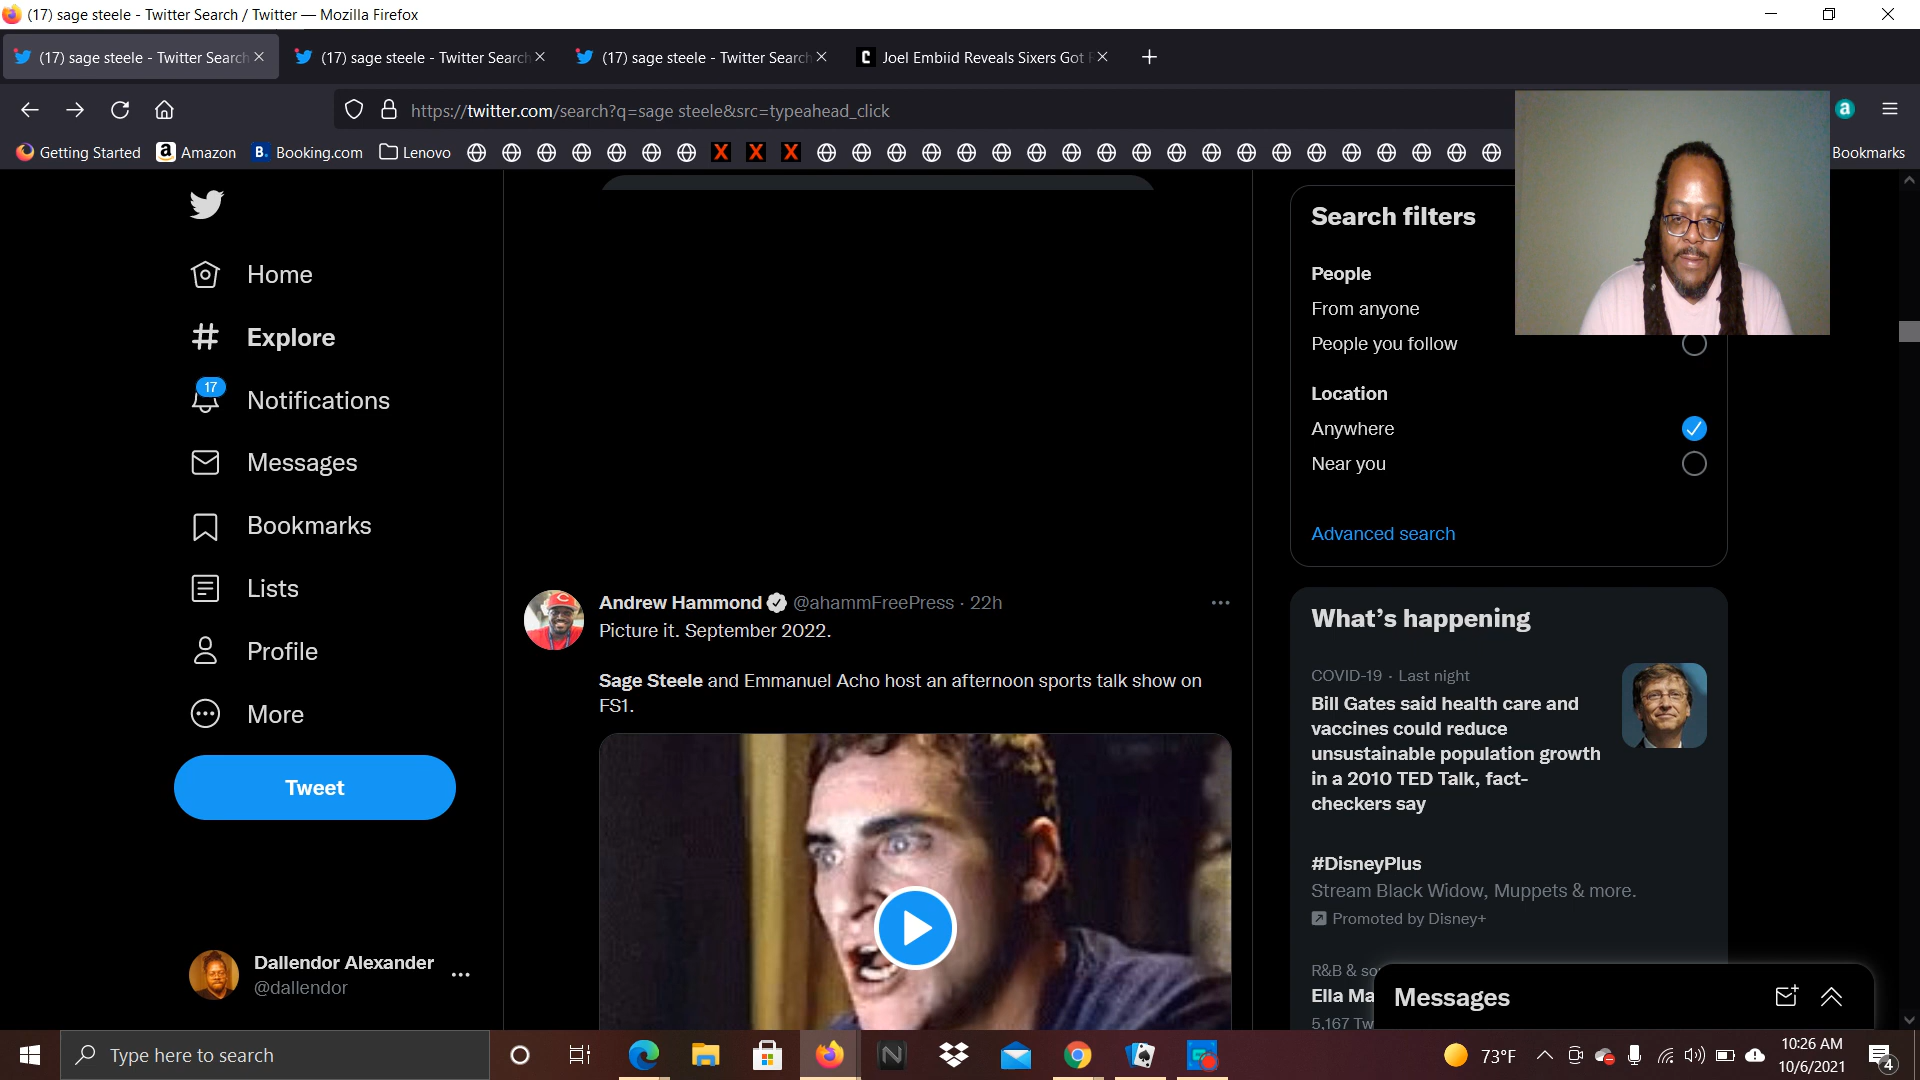 (17) sage steele - Twitter Search / Twitter — Mozilla Firefox
(17) sage steele - Twitter Search
(17) sage steele - Twitter Search
(17) sage steele - Twitter Search
Joel Embiid Reveals Sixers Got
https://twitter.com/search?q=sage steele&src=typeahead_click
Getting Started
Amazon
Booking.com
Lenovo
Bookmarks
Home
Explore
17
Notifications
Messages
Bookmarks
Lists
Profile
More
Tweet
Dallendor Alexander
@dallendor
Andrew Hammond @ahammFreePress · 22h
Picture it. September 2022.
Sage Steele and Emmanuel Acho host an afternoon sports talk show on
FS1.
Search filters
People
From anyone
People you follow
Location
Anywhere
Near you
Advanced search
What's happening
COVID-19 · Last night
Bill Gates said health care and
vaccines could reduce
unsustainable population growth
in a 2010 TED Talk, fact-
checkers say
#DisneyPlus
Stream Black Widow, Muppets & more.
Promoted by Disney+
R&B &
Ella
5,167
Messages
Type here to search
73°F
10:26 AM
10/6/2021
4